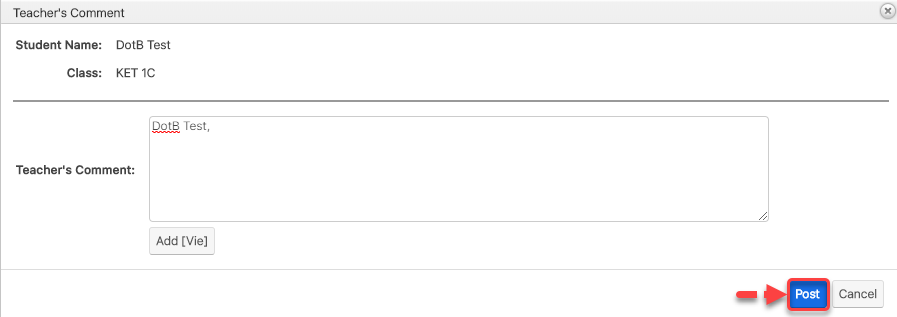 Teacher's Comment
Student Name: DotB Test
Class: KET 1C
DotB Test,
Teacher's Comment:
Add [Vie]
Post Cancel